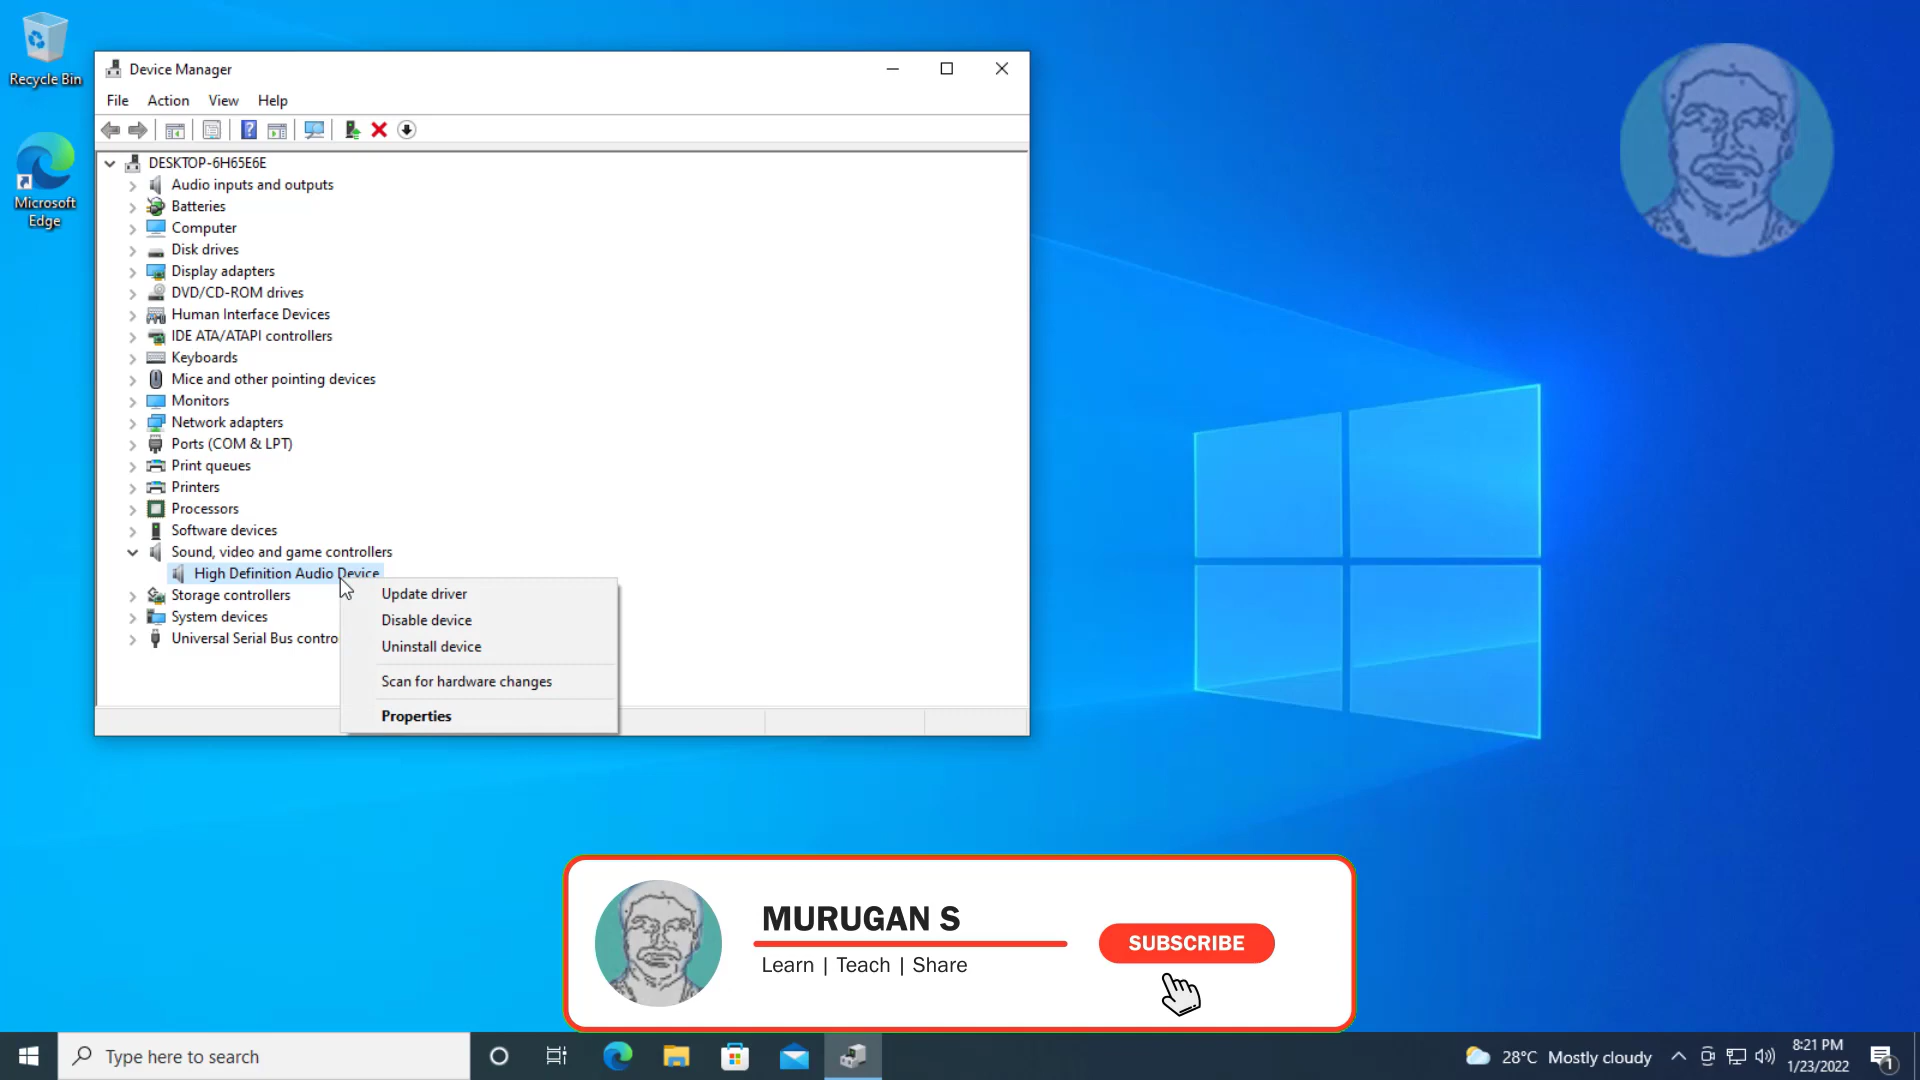 Recycle Bin
Microsoft
Edge
Device Manager
File Action View Help
DESKTOP-6H65E6E
Audio inputs and outputs
Batteries
Computer
Disk drives
Display adapters
DVD/CD-ROM drives
Human Interface Devices
IDE ATA/ATAPI controllers
Keyboards
Mice and other pointing devices
Monitors
Network adapters
Ports (COM & LPT)
Print queues
Printers
Processors
Software devices
Sound, video and game controllers
High Definition Audio Device
Storage controllers
System devices
Universal Serial Bus contro
Update driver
Disable device
Uninstall device
Scan for hardware changes
Properties
MURUGAN S
Learn | Teach | Share
SUBSCRIBE
Type here to search
28°C Mostly cloudy
8:21 PM
1/23/2022
1